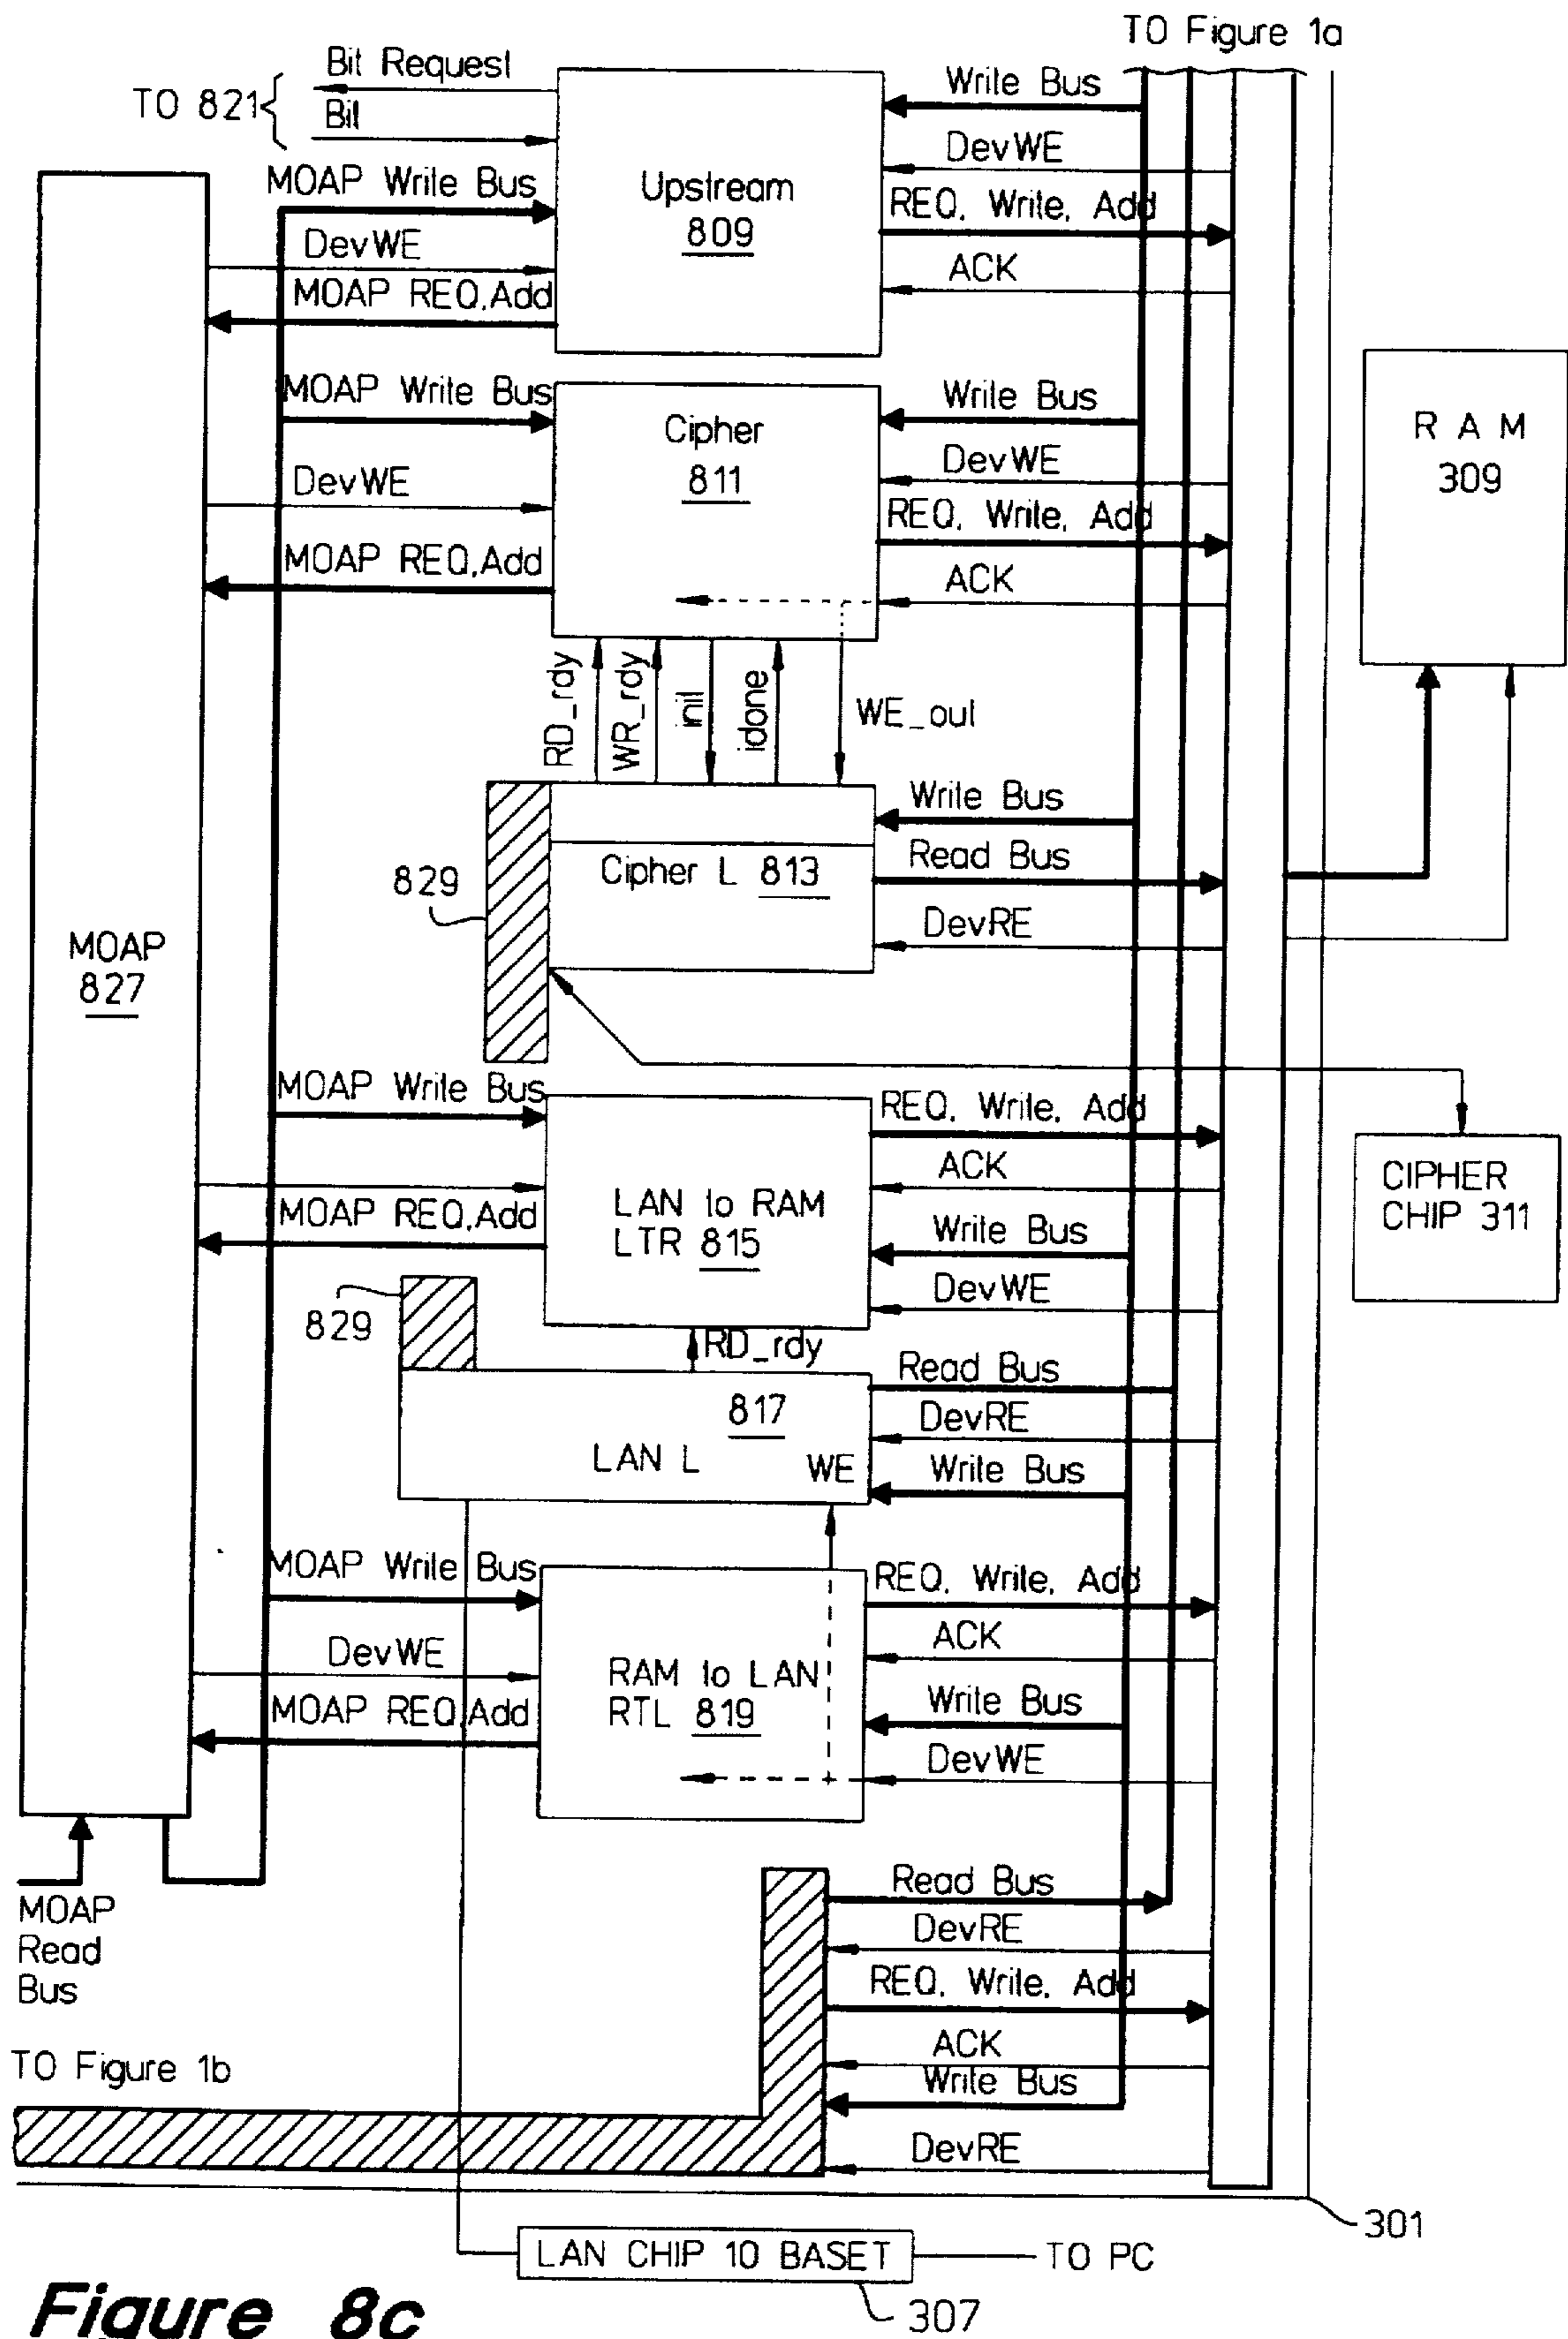 TO Figure 1a
Bit Request
TO 821
Bit
Write Bus
DevWE
MOAP Write Bus
Upstream
809
REQ, Write, Add
DevWE
ACK
MOAP REQ,Add
MOAP Write Bus
Write Bus
Cipher
811
R A M
309
DevWE
DevWE
REQ, Write, Add
MOAP REQ,Add
ACK
RD_rdy
WR_rdy
init
idone
WE_out
Write Bus
Read Bus
Cipher L 813
829
DevRE
MOAP
827
MOAP Write Bus
REQ, Write, Add
ACK
CIPHER
CHIP 311
LAN to RAM
LTR 815
MOAP REQ,Add
Write Bus
DevWE
829
RD_rdy
Read Bus
817
DevRE
LAN L
WE
Write Bus
MOAP Write Bus
REQ, Write, Add
ACK
DevWE
RAM to LAN
RTL 819
MOAP REQ,Add
Write Bus
DevWE
Read Bus
MOAP
Read
Bus
DevRE
REQ, Write, Add
TO Figure 1b
ACK
Write Bus
DevRE
301
LAN CHIP 10 BASET
TO PC
307
Figure 8c